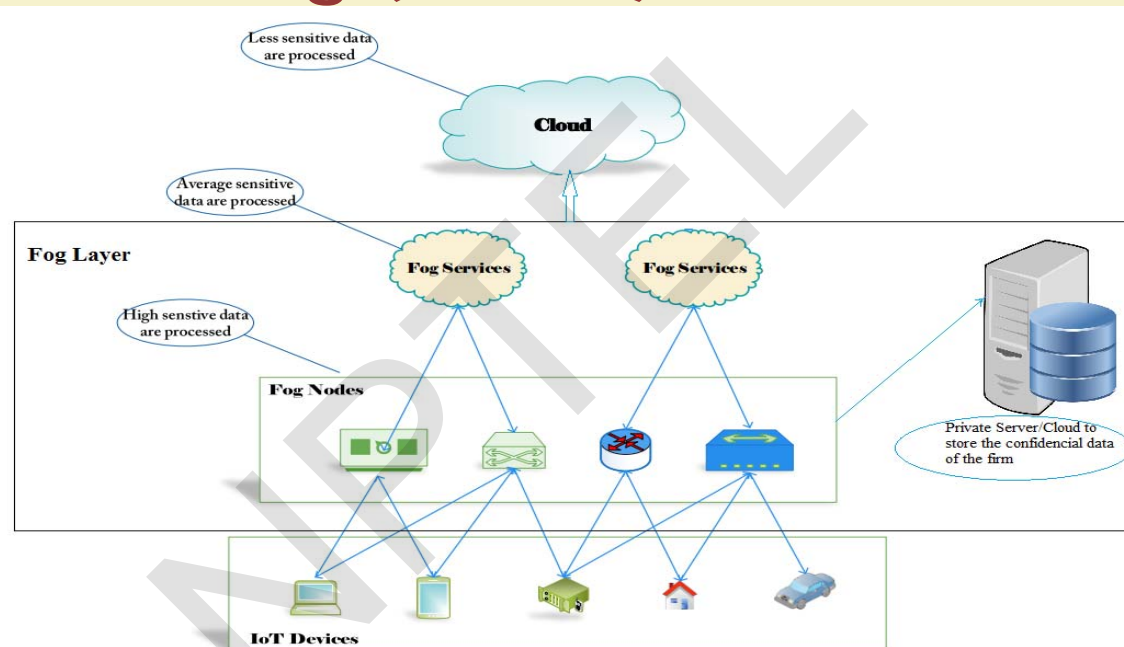 Less sensitive data
are processed
Cloud
Average sensitive
data are processed
Fog Layer
Fog Services
Fog Services
High senstive data
are processed
Fog Nodes
Private Server/Cloud to
store the confidencial data
of the firm
IoT Devices
NPTEL